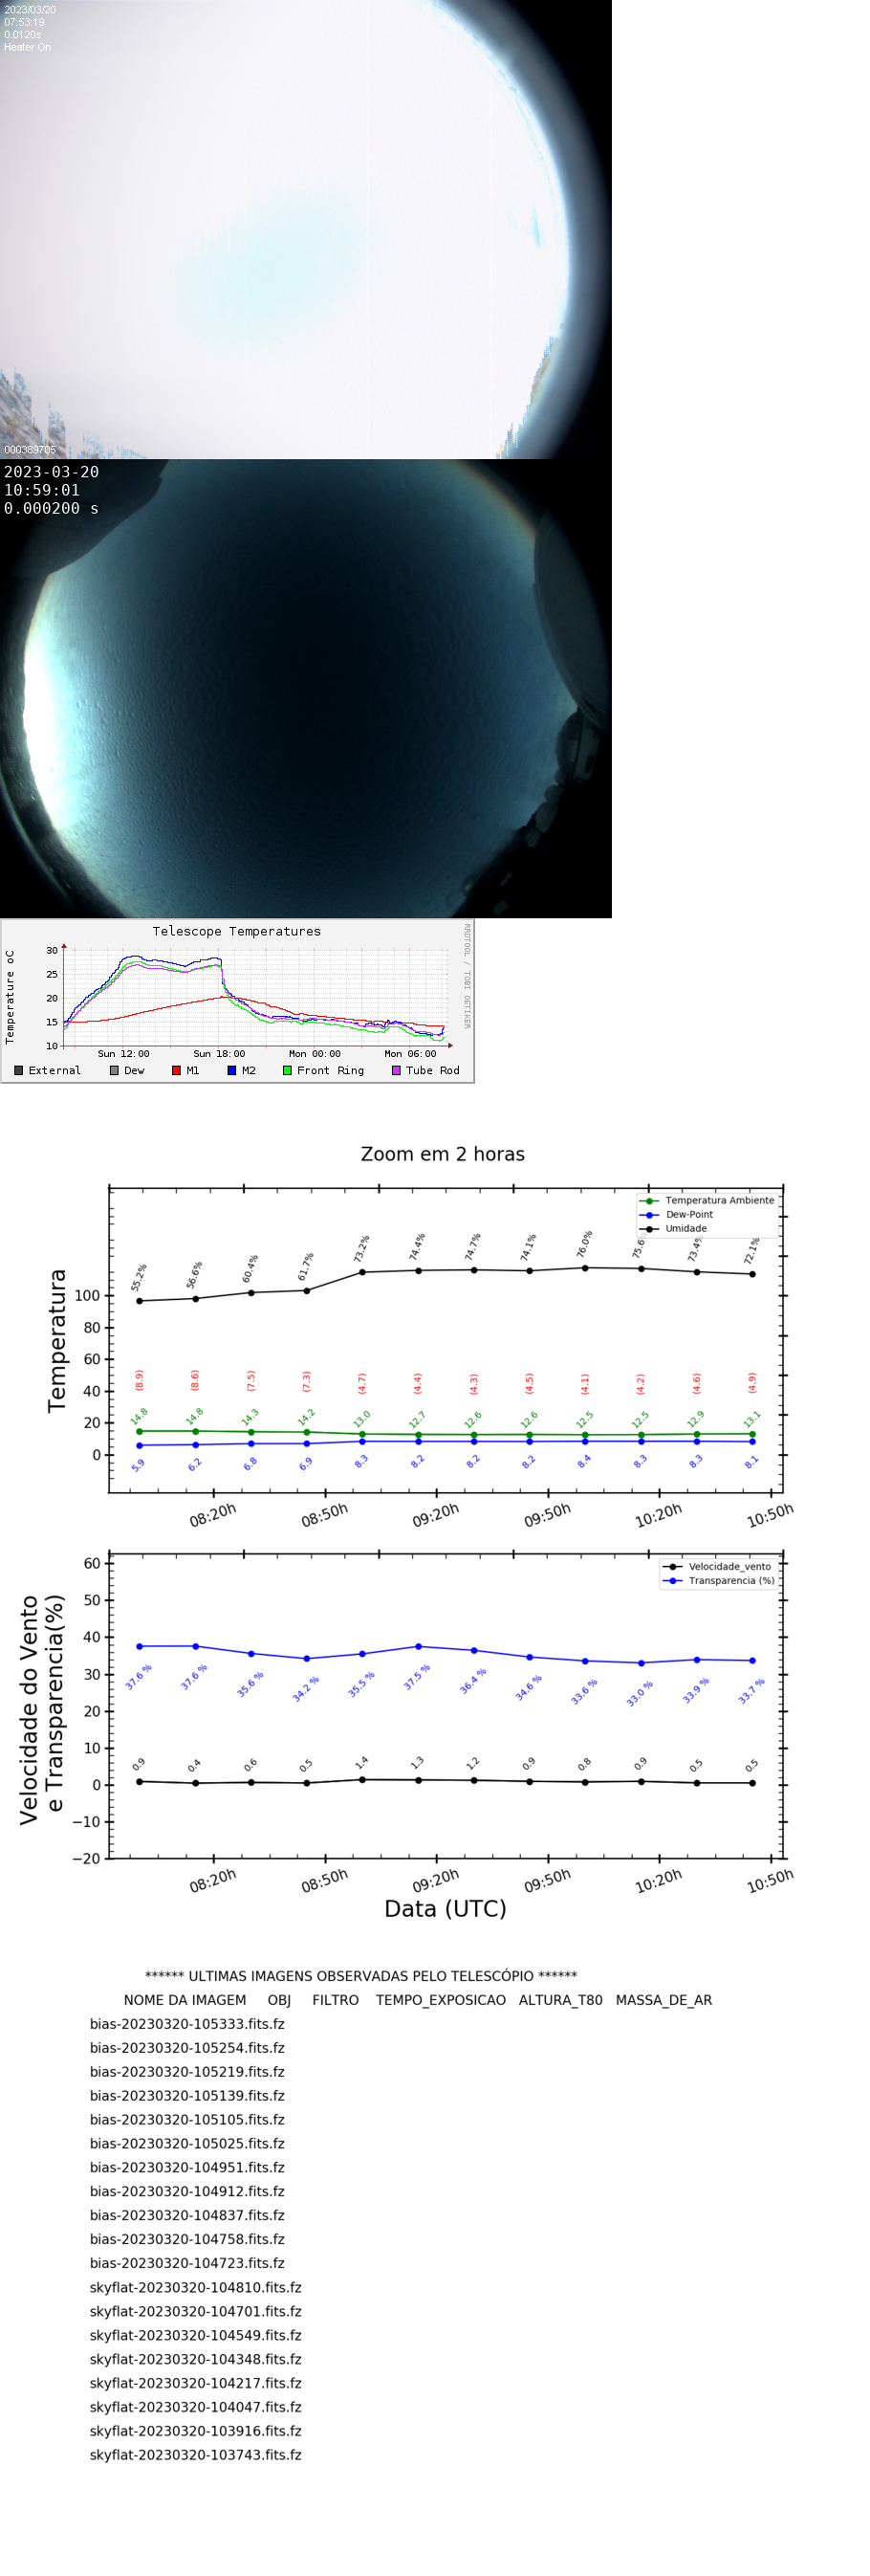 2023/03/20
07:53:19
0.0120s
Heater On
000389705
2023-03-20
10:59:01
0.000200 s
Telescope Temperatures
RRDTOOL / TOBI OETIKER
Temperature oC
30
25
20
15
10
Sun 12:00 Sun 18:00 Mon 00:00 Mon 06:00
External Dew M1 M2 Front Ring Tube Rod
Zoom em 2 horas
Temperatura Ambiente
Dew-Point
Umidade
55.2% 56.6% 60.4% 61.7% 73.2% 74.4% 74.7% 74.1% 76.0% 75.6 73.4% 72.1%
Temperatura
100
80
60
40
20
0
(8.9) (8.6) (7.5) (7.3) (4.7) (4.4) (4.3) (4.5) (4.1) (4.2) (4.6) (4.9)
14.8 14.8 14.3 14.2 13.0 12.7 12.6 12.6 12.5 12.5 12.9 13.1
5.9 6.2 6.8 6.9 8.3 8.2 8.2 8.2 8.4 8.3 8.3 8.1
08:20h 08:50h 09:20h 09:50h 10:20h 10:50h
Velocidade_vento
Transparencia (%)
Velocidade do Vento
e Transparencia(%)
60
50
40
30
20
10
0
−10
−20
37.6 % 37.6 % 35.6 % 34.2 % 35.5 % 37.5 % 36.4 % 34.6 % 33.6 % 33.0 % 33.9 % 33.7 %
0.9 0.4 0.6 0.5 1.4 1.3 1.2 0.9 0.8 0.9 0.5 0.5
08:20h 08:50h 09:20h 09:50h 10:20h 10:50h
Data (UTC)
****** ULTIMAS IMAGENS OBSERVADAS PELO TELESCÓPIO ******
NOME DA IMAGEM OBJ FILTRO TEMPO_EXPOSICAO ALTURA_T80 MASSA_DE_AR
bias-20230320-105333.fits.fz
bias-20230320-105254.fits.fz
bias-20230320-105219.fits.fz
bias-20230320-105139.fits.fz
bias-20230320-105105.fits.fz
bias-20230320-105025.fits.fz
bias-20230320-104951.fits.fz
bias-20230320-104912.fits.fz
bias-20230320-104837.fits.fz
bias-20230320-104758.fits.fz
bias-20230320-104723.fits.fz
skyflat-20230320-104810.fits.fz
skyflat-20230320-104701.fits.fz
skyflat-20230320-104549.fits.fz
skyflat-20230320-104348.fits.fz
skyflat-20230320-104217.fits.fz
skyflat-20230320-104047.fits.fz
skyflat-20230320-103916.fits.fz
skyflat-20230320-103743.fits.fz